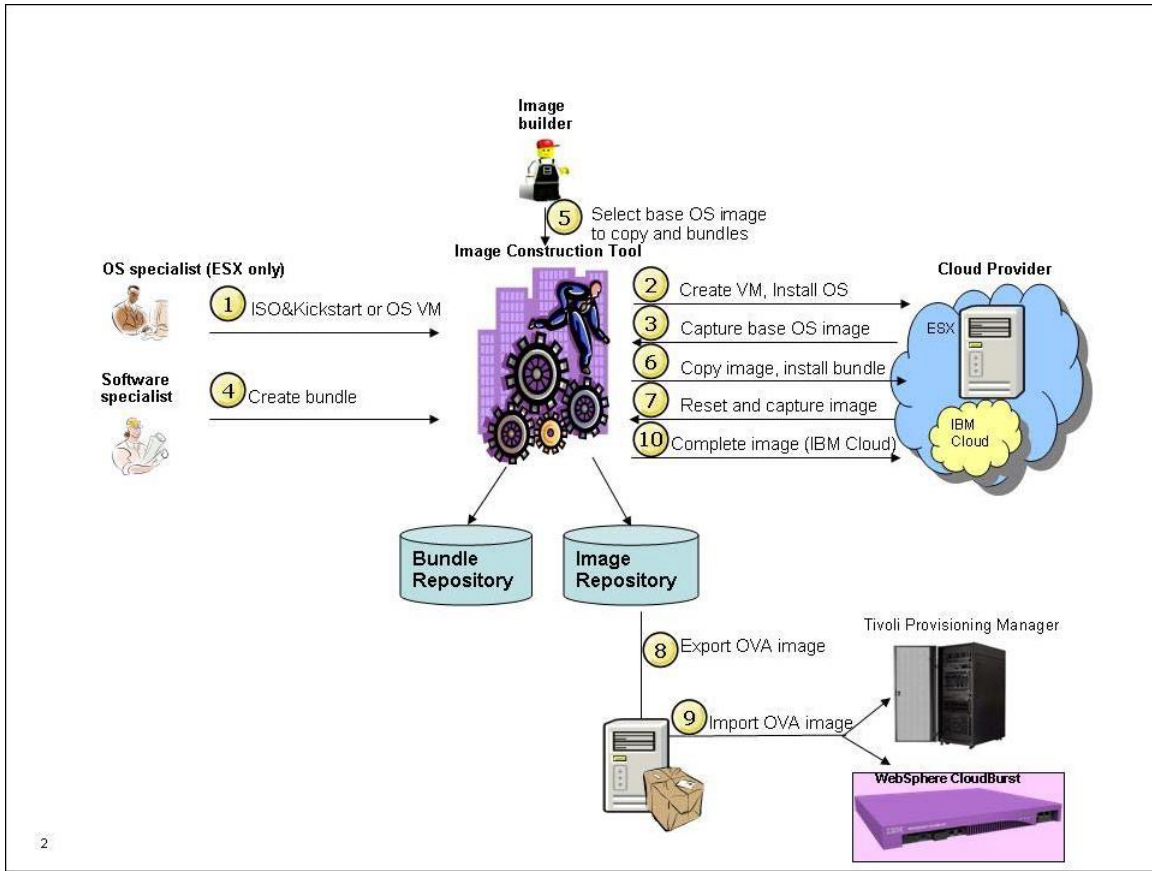 Image
builder
5
Select base OS image
to copy and bundles
Image Construction Tool
OS specialist (ESX only)
1
ISO&Kickstart or OS VM
Software
specialist
4
Create bundle
2
Create VM, Install OS
3
Capture base OS image
6
Copy image, install bundle
7
Reset and capture image
10
Complete image (IBM Cloud)
Cloud Provider
ESX
IBM
Cloud
Bundle
Repository
Image
Repository
8
Export OVA image
9
Import OVA image
Tivoli Provisioning Manager
WebSphere CloudBurst
IBM
2